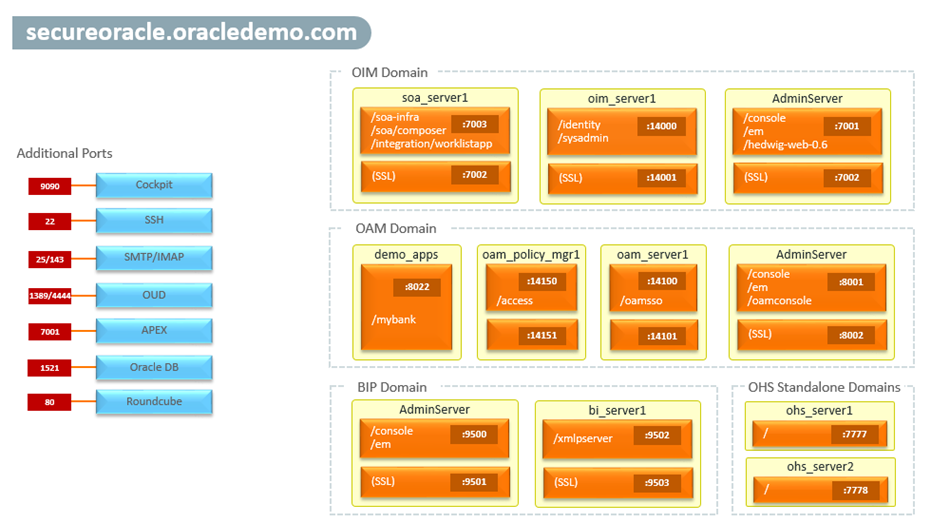 secureoracle.oracledemo.com
Additional Ports
9090 Cockpit
22 SSH
25/143 SMTP/IMAP
1389/4444 OUD
7001 APEX
1521 Oracle DB
80 Roundcube
OIM Domain
soa_server1
/soa-infra
/soa/composer
/integration/worklistapp
:7003
(SSL) :7002
oim_server1
/identity
/sysadmin
:14000
(SSL) :14001
AdminServer
/console
/em
/hedwig-web-0.6
:7001
(SSL) :7002
OAM Domain
demo_apps
:8022
/mybank
oam_policy_mgr1
:14150
/access
:14151
oam_server1
:14100
/oamsso
:14101
AdminServer
/console
/em
/oamconsole
:8001
(SSL) :8002
BIP Domain
AdminServer
/console
/em
:9500
(SSL) :9501
bi_server1
/xmlpserver :9502
(SSL) :9503
OHS Standalone Domains
ohs_server1
/ :7777
ohs_server2
/ :7778